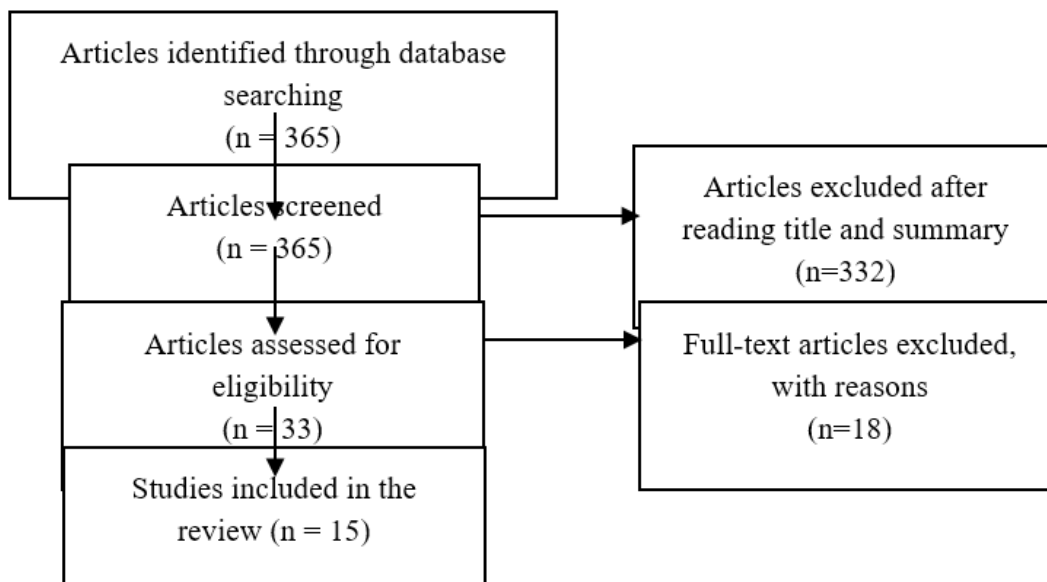 Articles identified through database
searching
(n = 365)
Articles screened
(n = 365)
Articles excluded after
reading title and summary
(n=332)
Articles assessed for
eligibility
(n = 33)
Full-text articles excluded,
with reasons
(n=18)
Studies included in the
review (n = 15)